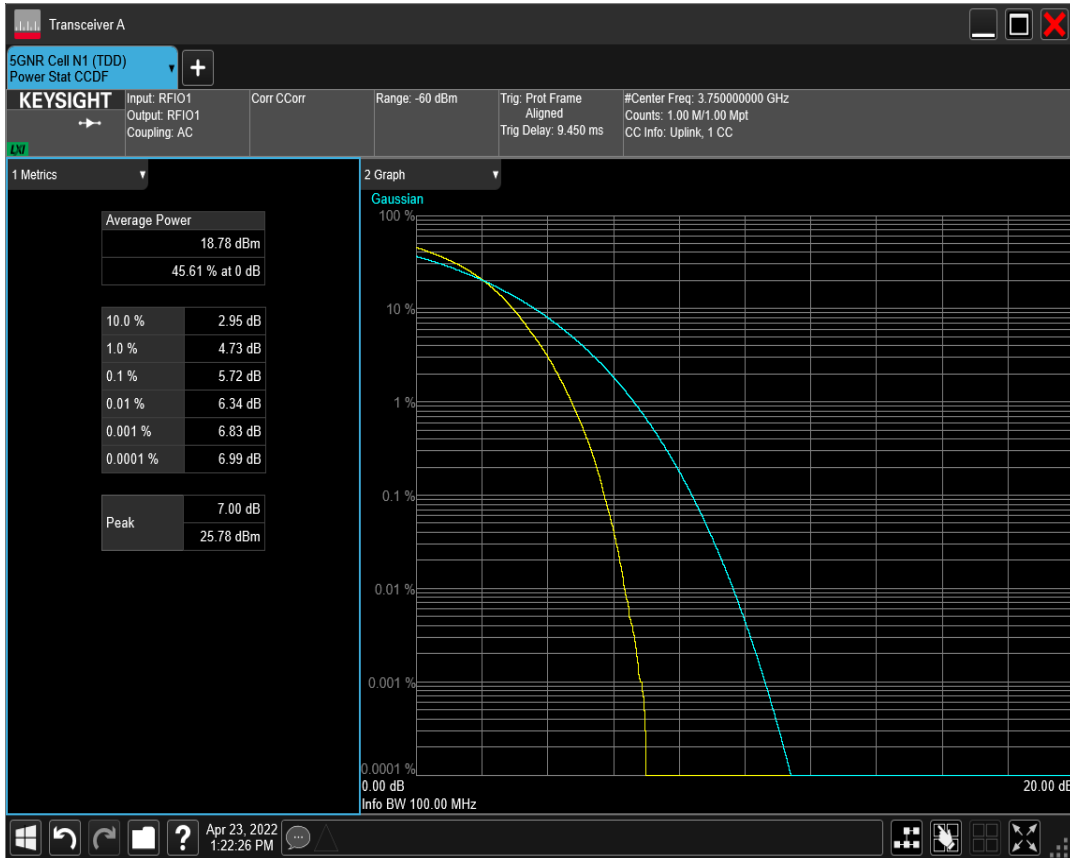 Transceiver A
5GNR Cell N1 (TDD)
Power Stat CCDF
+
KEYSIGHT
LXI
Input: RFIO1
Output: RFIO1
Coupling: AC
Corr CCorr
Range: -60 dBm
Trig: Prot Frame
Aligned
Trig Delay: 9.450 ms
#Center Freq: 3.750000000 GHz
Counts: 1.00 M/1.00 Mpt
CC Info: Uplink, 1 CC
1 Metrics
Average Power
18.78 dBm
45.61 % at 0 dB
10.0 % 2.95 dB
1.0 % 4.73 dB
0.1 % 5.72 dB
0.01 % 6.34 dB
0.001 % 6.83 dB
0.0001 % 6.99 dB
Peak
7.00 dB
25.78 dBm
2 Graph
Gaussian
100 %
10 %
1 %
0.1 %
0.01 %
0.001 %
0.0001 %
0.00 dB 20.00 dB
Info BW 100.00 MHz
?
Apr 23, 2022
1:22:26 PM